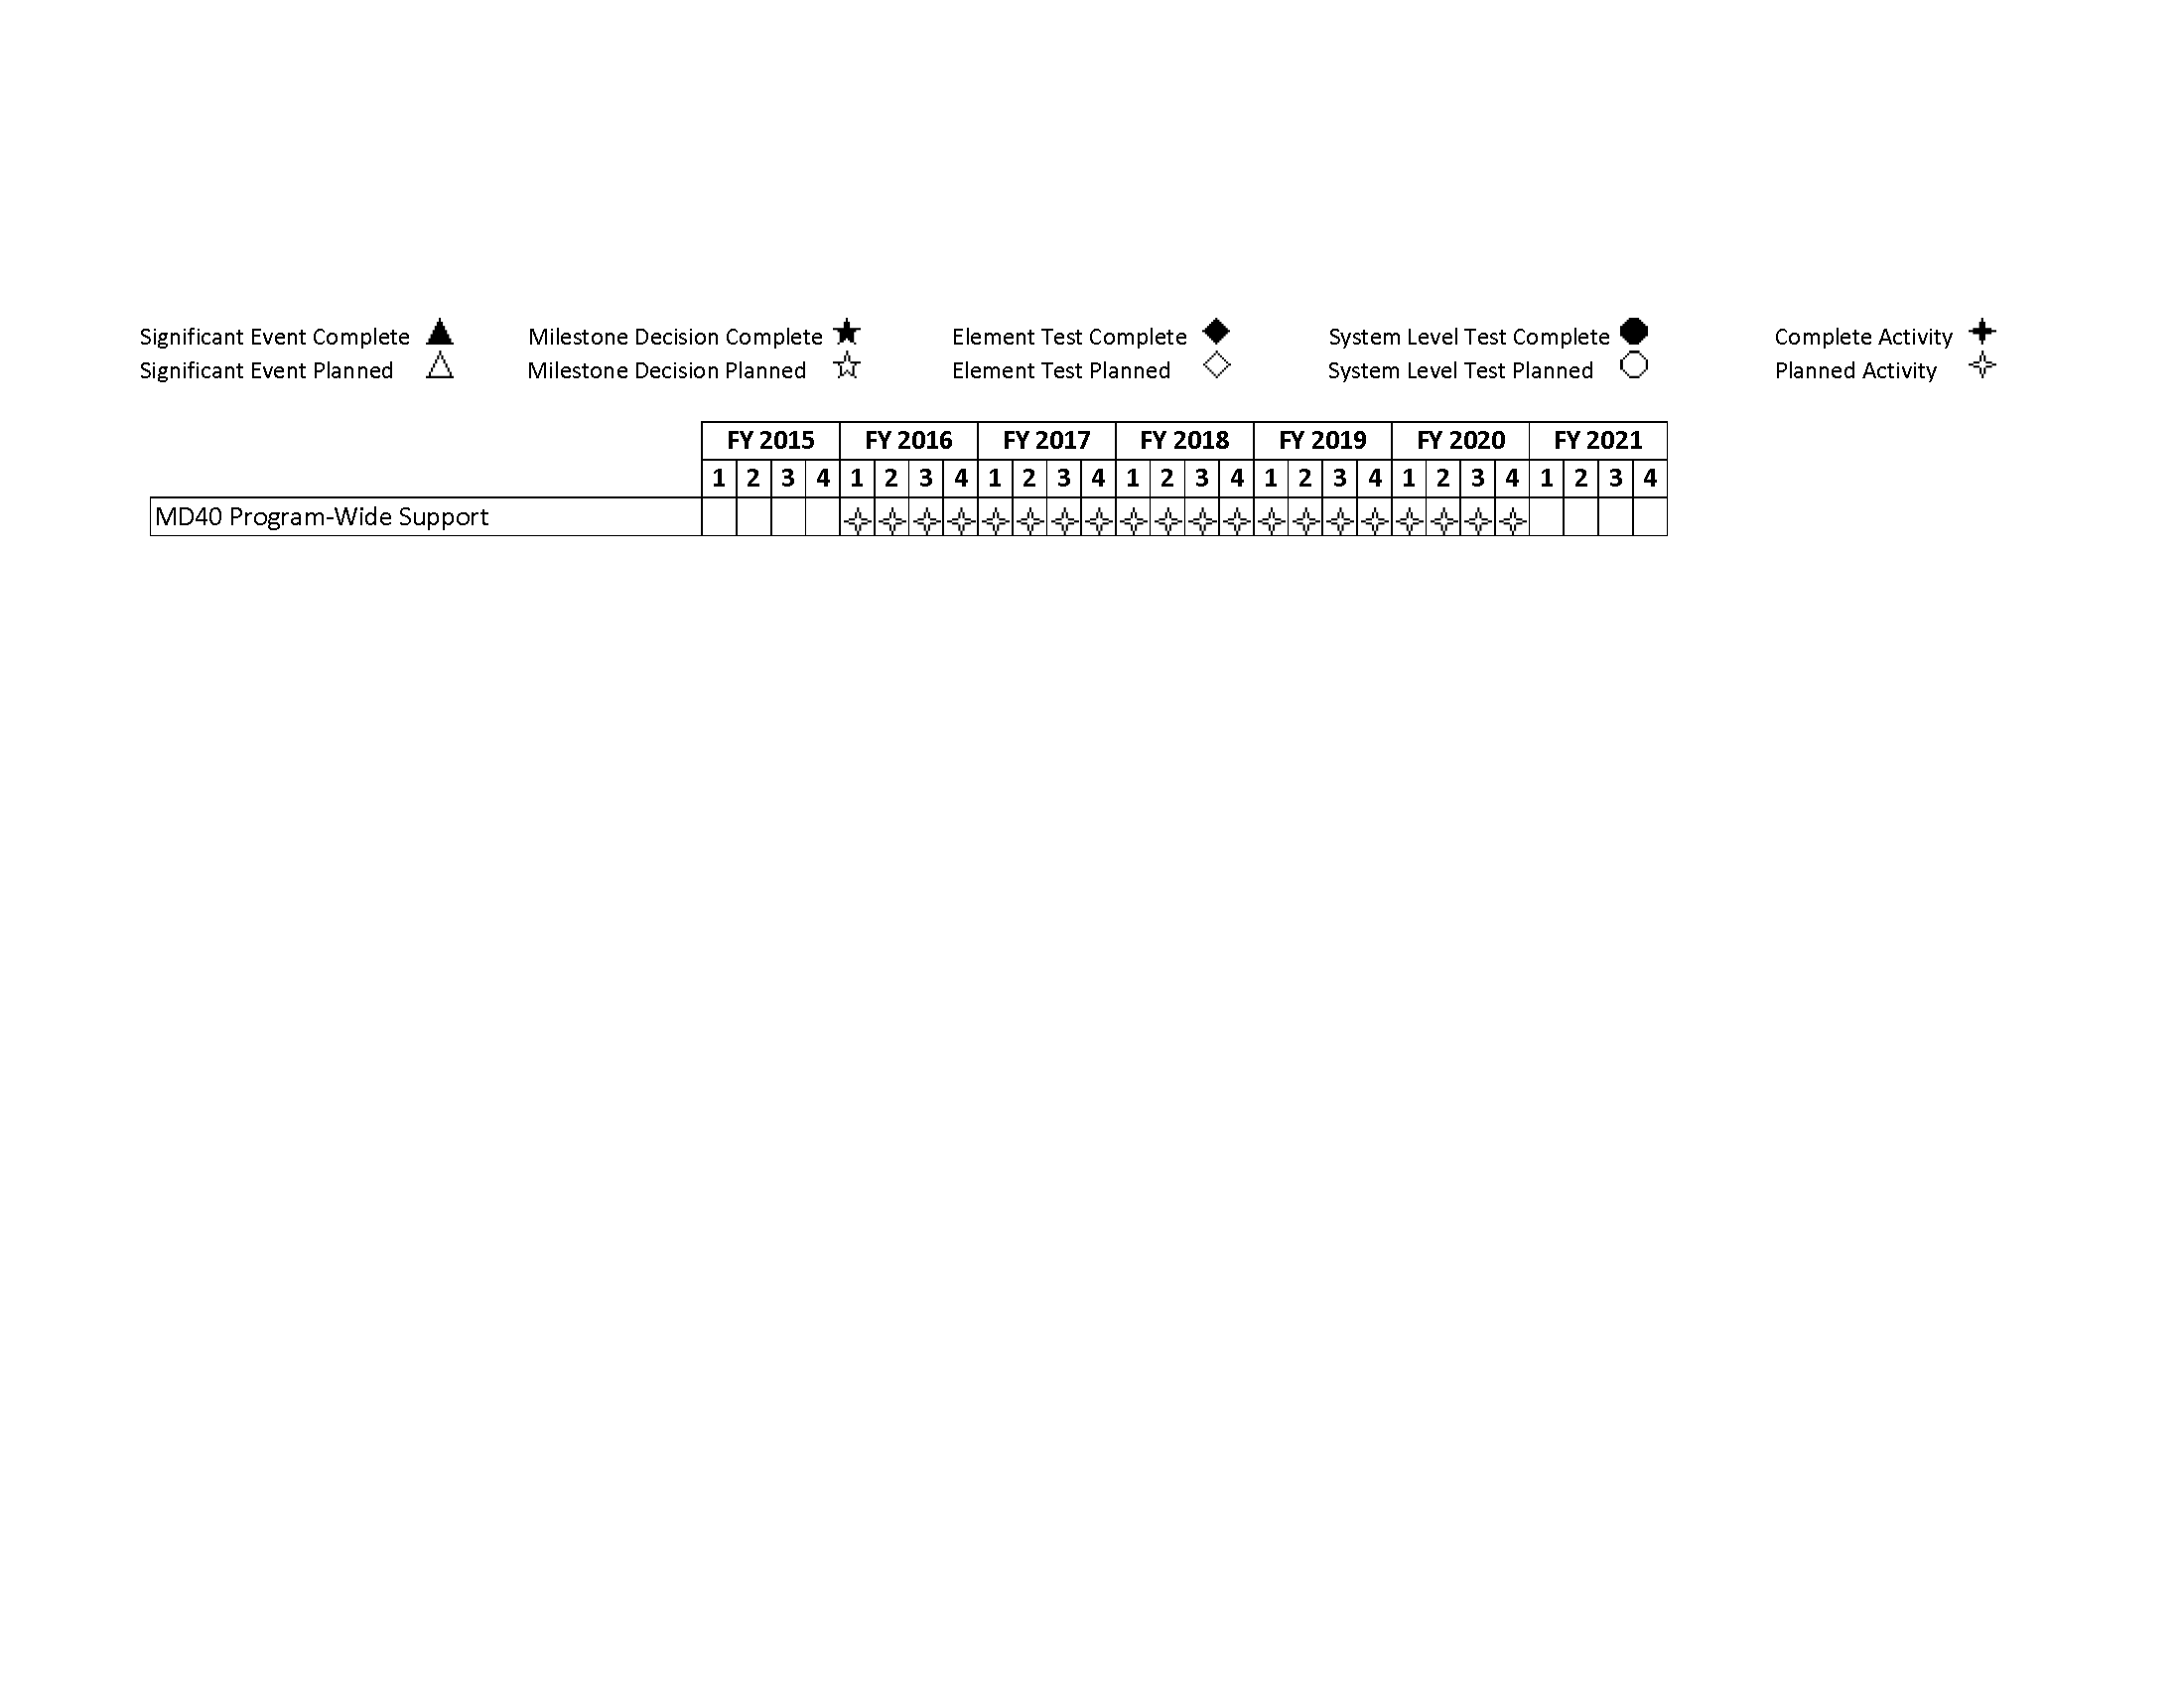 Significant Event Complete Milestone Decision Complete Element Test Complete System Level Test Complete Complete Activity
Significant Event Planned Milestone Decision Planned Element Test Planned System Level Test Planned Planned Activity
FY 2015 FY 2016 FY 2017 FY 2018 FY 2019 FY 2020 FY 2021
1 2 3 4 1 2 3 4 1 2 3 4 1 2 3 4 1 2 3 4 1 2 3 4 1 2 3 4
MD40 Program-Wide Support